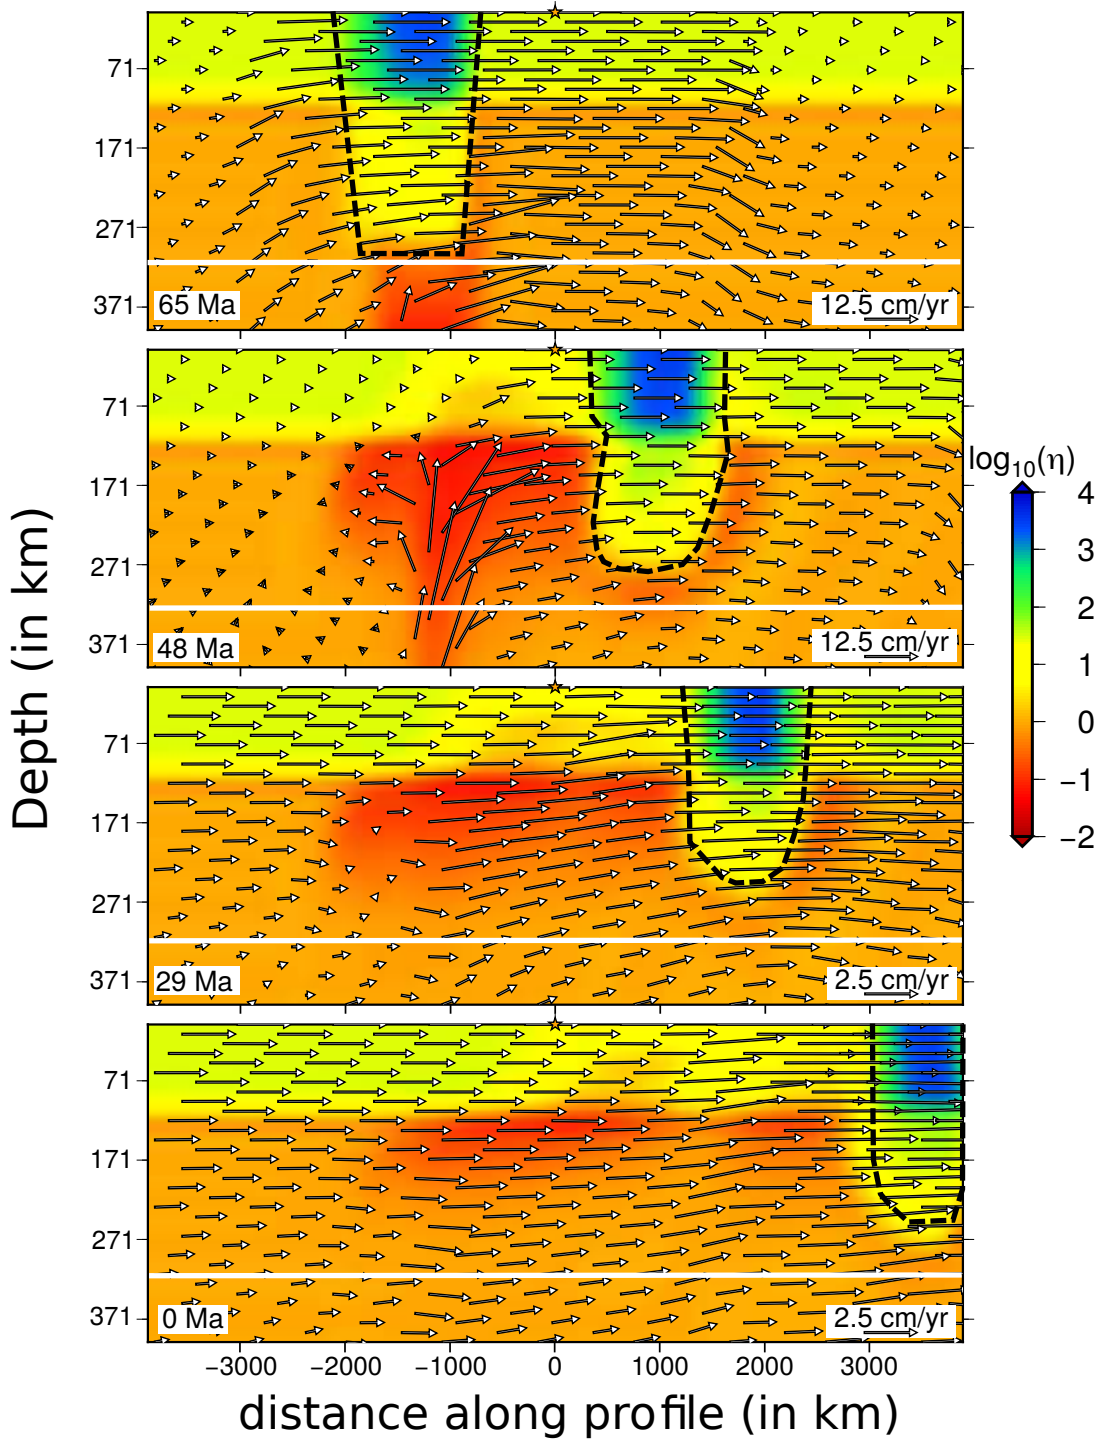 71
171
271
371
65 Ma
12.5 cm/yr
71
171
271
371
48 Ma
12.5 cm/yr
71
171
271
371
29 Ma
2.5 cm/yr
71
171
271
371
0 Ma
2.5 cm/yr
−3000 −2000 −1000 0 1000 2000 3000
distance along profile (in km)
Depth (in km)
log10(η)
4
3
2
1
0
−1
−2